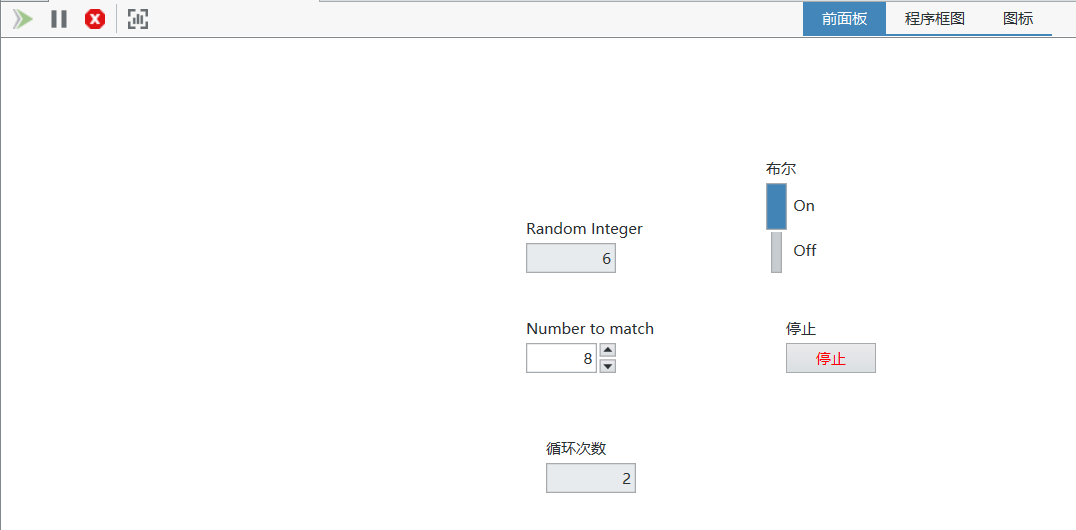 前面板 程序框图 图标
布尔
On
Random Integer
Off
6
Number to match
停止
8
停止
循环次数
2